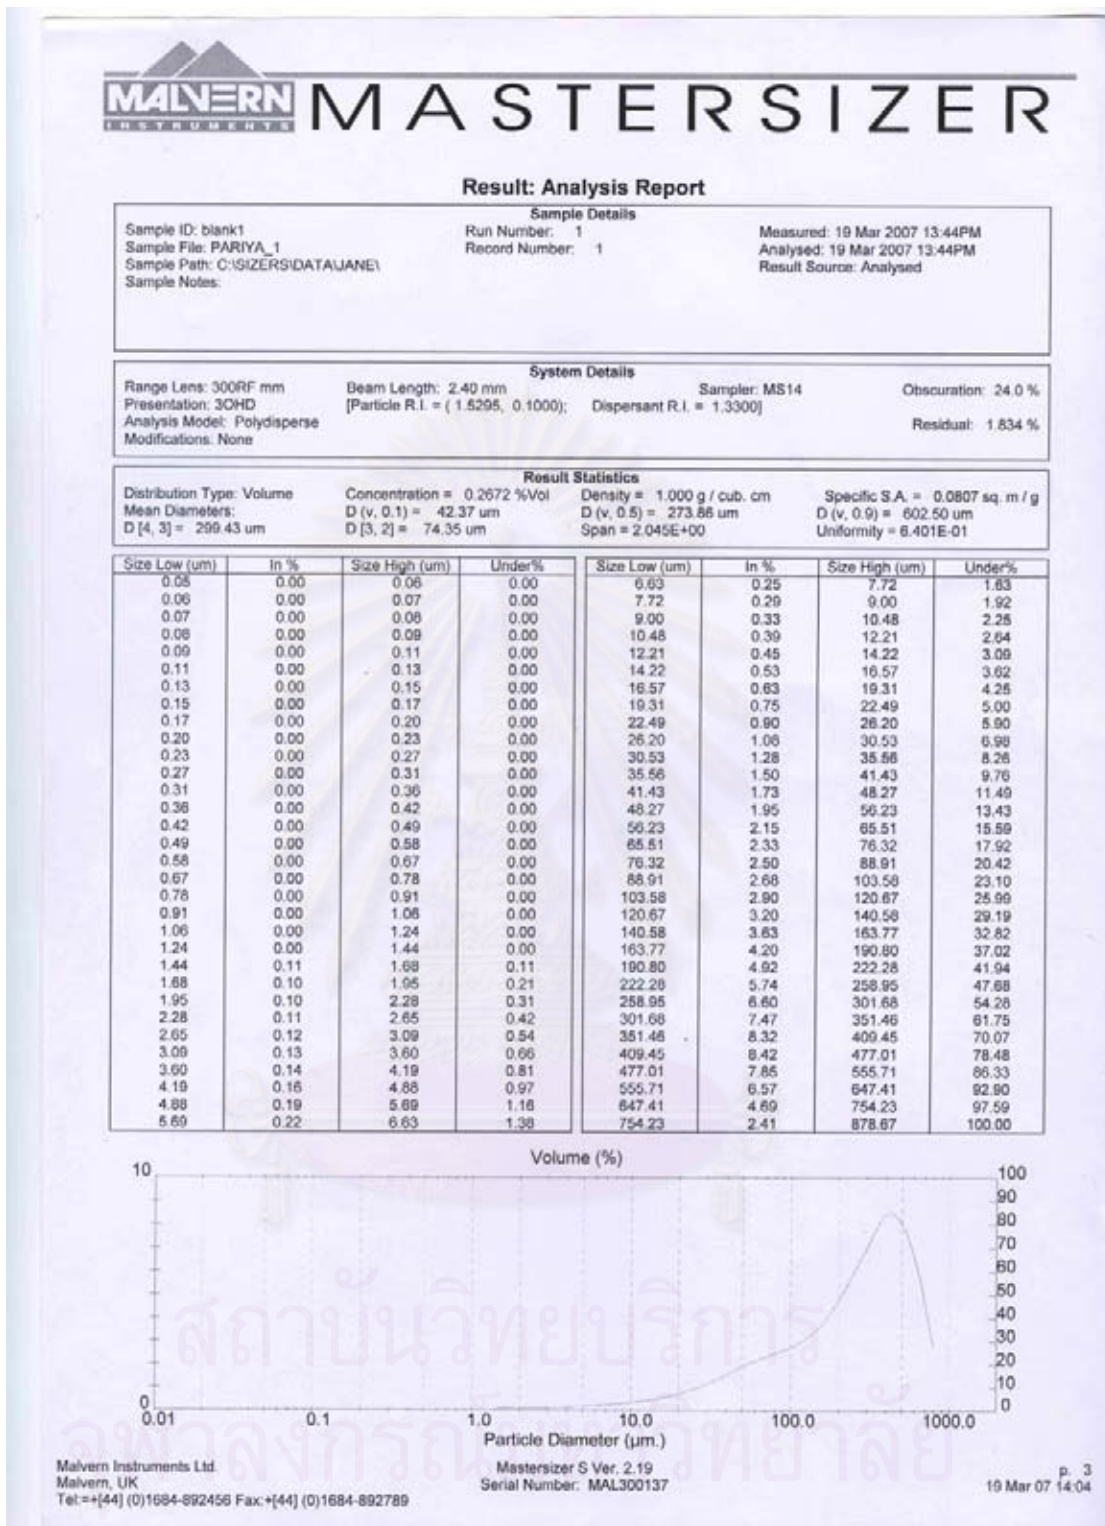 MALVERN
INSTRUMENTS
MASTERSIZER
Result: Analysis Report
Sample Details
Sample ID: blank1 Run Number: 1 Measured: 19 Mar 2007 13:44PM
Sample File: PARIYA_1 Record Number: 1 Analysed: 19 Mar 2007 13:44PM
Sample Path: C:\SIZERS\DATA\JANE\ Result Source: Analysed
Sample Notes:
System Details
Range Lens: 300RF mm Beam Length: 2.40 mm Sampler: MS14 Obscuration: 24.0 %
Presentation: 3OHD [Particle R.I. = ( 1.5295, 0.1000); Dispersant R.I. = 1.3300]
Analysis Model: Polydisperse Residual: 1.834 %
Modifications: None
Result Statistics
Distribution Type: Volume Concentration = 0.2672 %Vol Density = 1.000 g / cub. cm Specific S.A. = 0.0807 sq. m / g
Mean Diameters: D (v, 0.1) = 42.37 um D (v, 0.5) = 273.86 um D (v, 0.9) = 602.50 um
D [4, 3] = 299.43 um D [3, 2] = 74.35 um Span = 2.045E+00 Uniformity = 6.401E-01
Size Low (um) In % Size High (um) Under% Size Low (um) In % Size High (um) Under%
0.05 0.00 0.06 0.00 6.63 0.25 7.72 1.63
0.06 0.00 0.07 0.00 7.72 0.29 9.00 1.92
0.07 0.00 0.08 0.00 9.00 0.33 10.48 2.25
0.08 0.00 0.09 0.00 10.48 0.39 12.21 2.64
0.09 0.00 0.11 0.00 12.21 0.45 14.22 3.09
0.11 0.00 0.13 0.00 14.22 0.53 16.57 3.62
0.13 0.00 0.15 0.00 16.57 0.63 19.31 4.25
0.15 0.00 0.17 0.00 19.31 0.75 22.49 5.00
0.17 0.00 0.20 0.00 22.49 0.90 26.20 5.90
0.20 0.00 0.23 0.00 26.20 1.08 30.53 6.98
0.23 0.00 0.27 0.00 30.53 1.28 35.56 8.26
0.27 0.00 0.31 0.00 35.56 1.50 41.43 9.76
0.31 0.00 0.36 0.00 41.43 1.73 48.27 11.49
0.36 0.00 0.42 0.00 48.27 1.95 56.23 13.43
0.42 0.00 0.49 0.00 56.23 2.15 65.51 15.59
0.49 0.00 0.58 0.00 65.51 2.33 76.32 17.92
0.58 0.00 0.67 0.00 76.32 2.50 88.91 20.42
0.67 0.00 0.78 0.00 88.91 2.68 103.58 23.10
0.78 0.00 0.91 0.00 103.58 2.90 120.67 25.99
0.91 0.00 1.06 0.00 120.67 3.20 140.58 29.19
1.06 0.00 1.24 0.00 140.58 3.63 163.77 32.82
1.24 0.00 1.44 0.00 163.77 4.20 190.80 37.02
1.44 0.11 1.68 0.11 190.80 4.92 222.28 41.94
1.68 0.10 1.95 0.21 222.28 5.74 258.95 47.68
1.95 0.10 2.28 0.31 258.95 6.60 301.68 54.28
2.28 0.11 2.65 0.42 301.68 7.47 351.46 61.75
2.65 0.12 3.09 0.54 351.46 8.32 409.45 70.07
3.09 0.13 3.60 0.66 409.45 8.42 477.01 78.48
3.60 0.14 4.19 0.81 477.01 7.85 555.71 86.33
4.19 0.16 4.88 0.97 555.71 6.57 647.41 92.90
4.88 0.19 5.69 1.16 647.41 4.69 754.23 97.59
5.69 0.22 6.63 1.38 754.23 2.41 878.67 100.00
Volume (%)
10 100
90
80
70
60
50
40
30
20
10
0 0
0.01 0.1 1.0 10.0 100.0 1000.0
Particle Diameter (µm.)
สถาบันวิทยบริการ
จุฬาลงกรณ์มหาวิทยาลัย
Malvern Instruments Ltd. Mastersizer S Ver. 2.19 p. 3
Malvern, UK Serial Number: MAL300137 19 Mar 07 14:04
Tel:=+[44] (0)1684-892456 Fax:+[44] (0)1684-892789